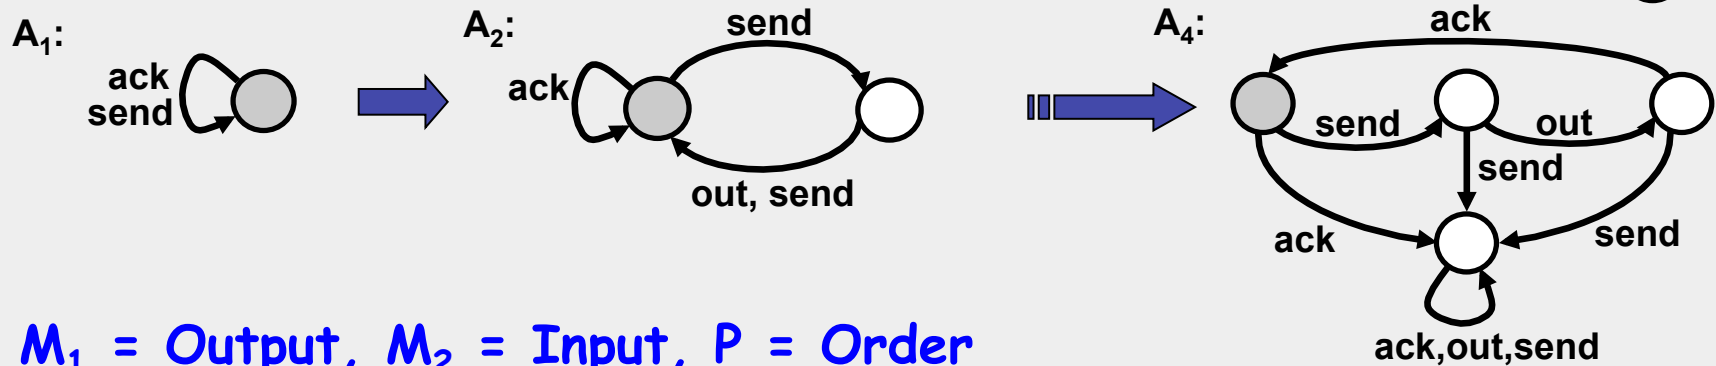 A₁:
ack
send
A₂:
send
ack
out, send
A₄:
ack
send
out
send
ack
send
ack,out,send
M₁ = Output, M₂ = Input, P = Order